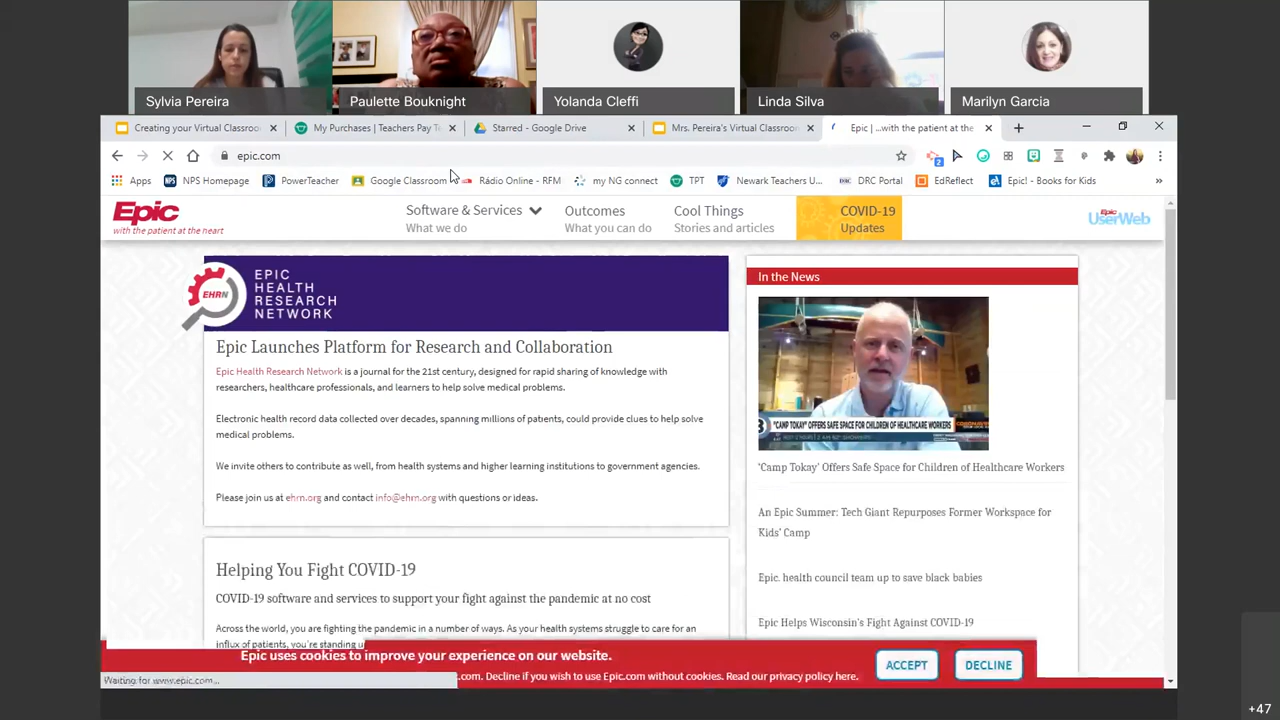 Sylvia Pereira
Paulette Bouknight
Yolanda Cleffi
Linda Silva
Marilyn Garcia
Creating your Virtual Classroo
My Purchases | Teachers Pay Te
Starred - Google Drive
Mrs. Pereira's Virtual Classroom
Epic | ...with the patient at the
epic.com
2
Apps
NPS Homepage
PowerTeacher
Google Classroom
Rádio Online - RFM
my NG connect
TPT
Newark Teachers U...
DRC Portal
EdReflect
Epic! - Books for Kids
»
Epic
with the patient at the heart
Software & Services
What we do
Outcomes
What you can do
Cool Things
Stories and articles
COVID-19
Updates
Epic
UserWeb
EHRN
EPIC
HEALTH
RESEARCH
NETWORK
Epic Launches Platform for Research and Collaboration
Epic Health Research Network is a journal for the 21st century, designed for rapid sharing of knowledge with
researchers, healthcare professionals, and learners to help solve medical problems.
Electronic health record data collected over decades, spanning millions of patients, could provide clues to help solve
medical problems.
We invite others to contribute as well, from health systems and higher learning institutions to government agencies.
Please join us at ehrn.org and contact info@ehrn.org with questions or ideas.
Helping You Fight COVID-19
COVID-19 software and services to support your fight against the pandemic at no cost
Across the world, you are fighting the pandemic in a number of ways. As your health systems struggle to care for an
influx of patients, you're standing up
In the News
"CAMP TOKAY" OFFERS SAFE SPACE FOR CHILDREN OF HEALTHCARE WORKERS
'Camp Tokay' Offers Safe Space for Children of Healthcare Workers
An Epic Summer: Tech Giant Repurposes Former Workspace for
Kids' Camp
Epic, health council team up to save black babies
Epic Helps Wisconsin's Fight Against COVID-19
Epic uses cookies to improve your experience on our website.
.com. Decline if you wish to use Epic.com without cookies. Read our privacy policy here.
ACCEPT
DECLINE
Waiting for www.epic.com...
+47